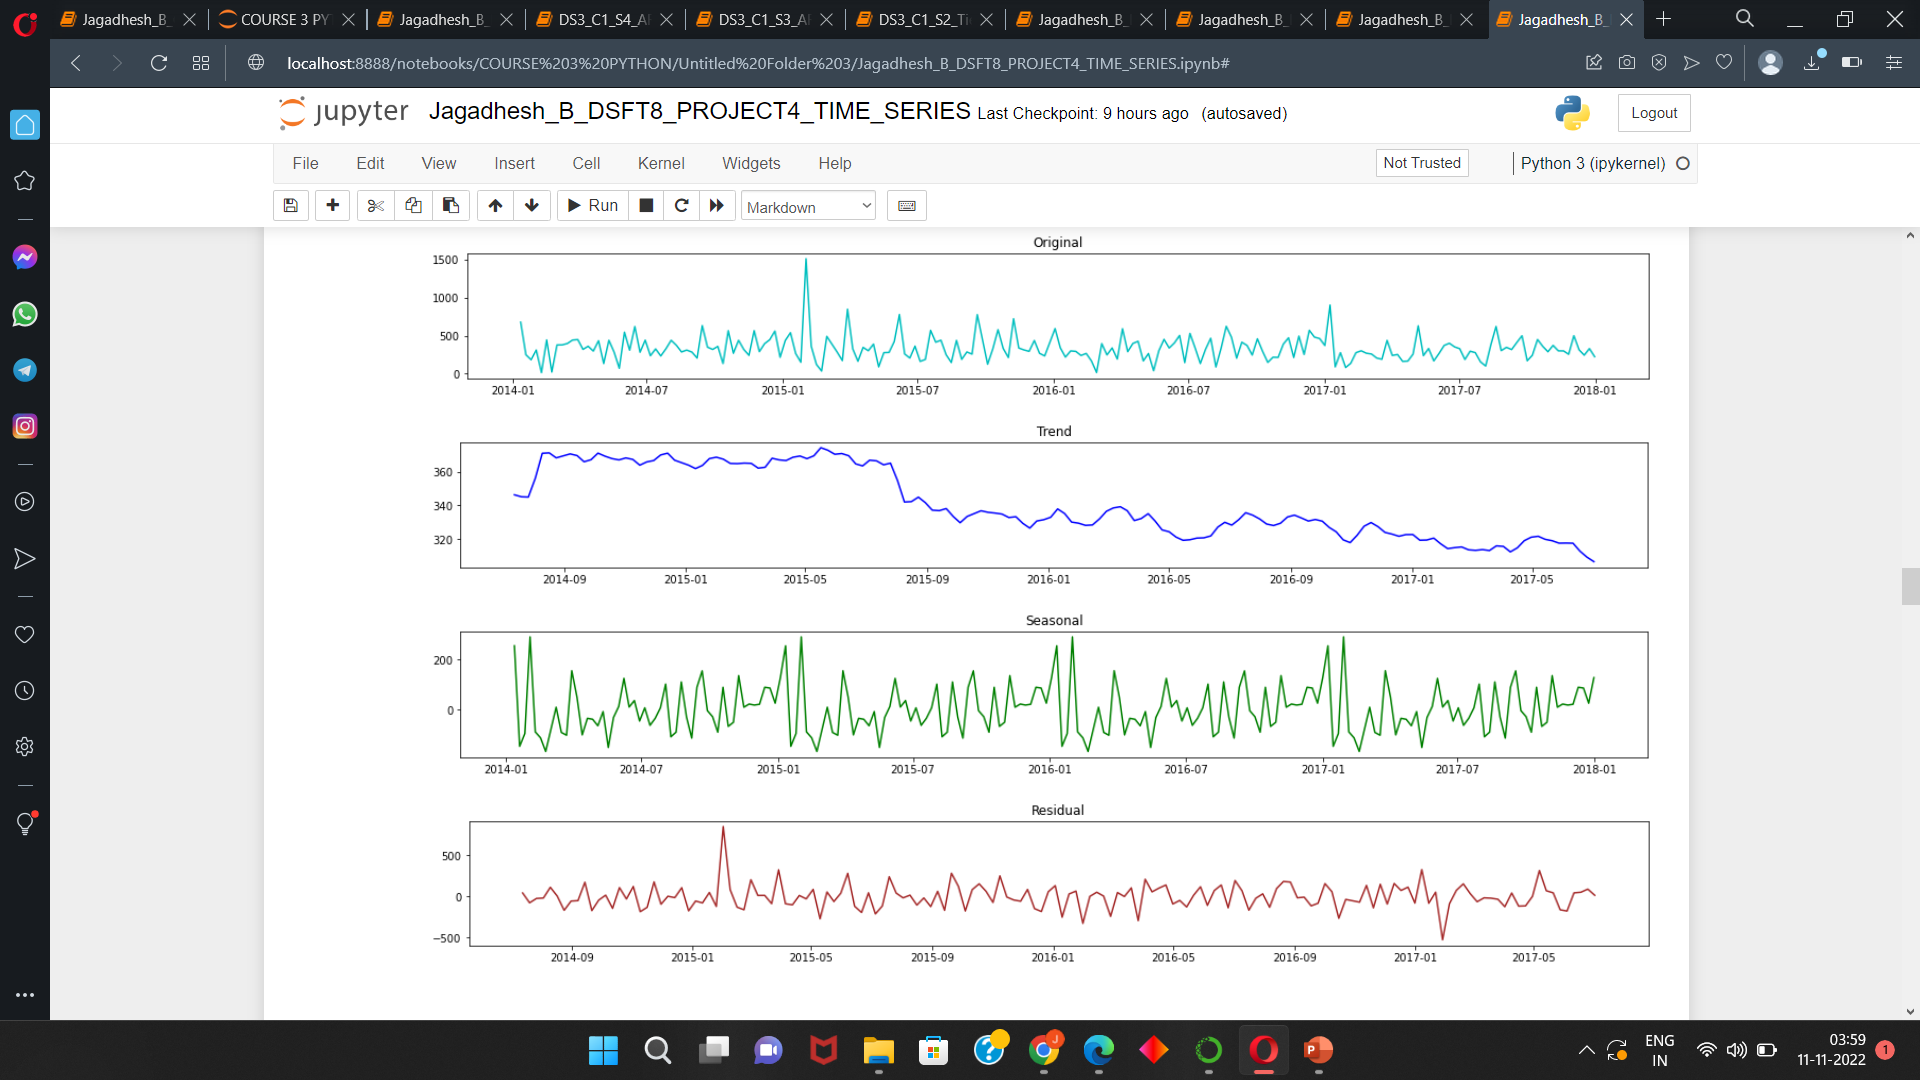 Jagadhesh_B_
COURSE 3 PY
Jagadhesh_B_
DS3_C1_S4_A
DS3_C1_S3_A
DS3_C1_S2_Ti
Jagadhesh_B_
Jagadhesh_B_
Jagadhesh_B_
Jagadhesh_B_
localhost:8888/notebooks/COURSE%203%20PYTHON/Untitled%20Folder%203/Jagadhesh_B_DSFT8_PROJECT4_TIME_SERIES.ipynb#
jupyter Jagadhesh_B_DSFT8_PROJECT4_TIME_SERIES Last Checkpoint: 9 hours ago (autosaved)
Logout
File Edit View Insert Cell Kernel Widgets Help
Not Trusted
Python 3 (ipykernel)
Run
Markdown
Original
1500
1000
500
0
2014-01 2014-07 2015-01 2015-07 2016-01 2016-07 2017-01 2017-07 2018-01
Trend
360
340
320
2014-09 2015-01 2015-05 2015-09 2016-01 2016-05 2016-09 2017-01 2017-05
Seasonal
200
0
2014-01 2014-07 2015-01 2015-07 2016-01 2016-07 2017-01 2017-07 2018-01
Residual
500
0
−500
2014-09 2015-01 2015-05 2015-09 2016-01 2016-05 2016-09 2017-01 2017-05
J
P
ENG
IN
03:59
11-11-2022
1